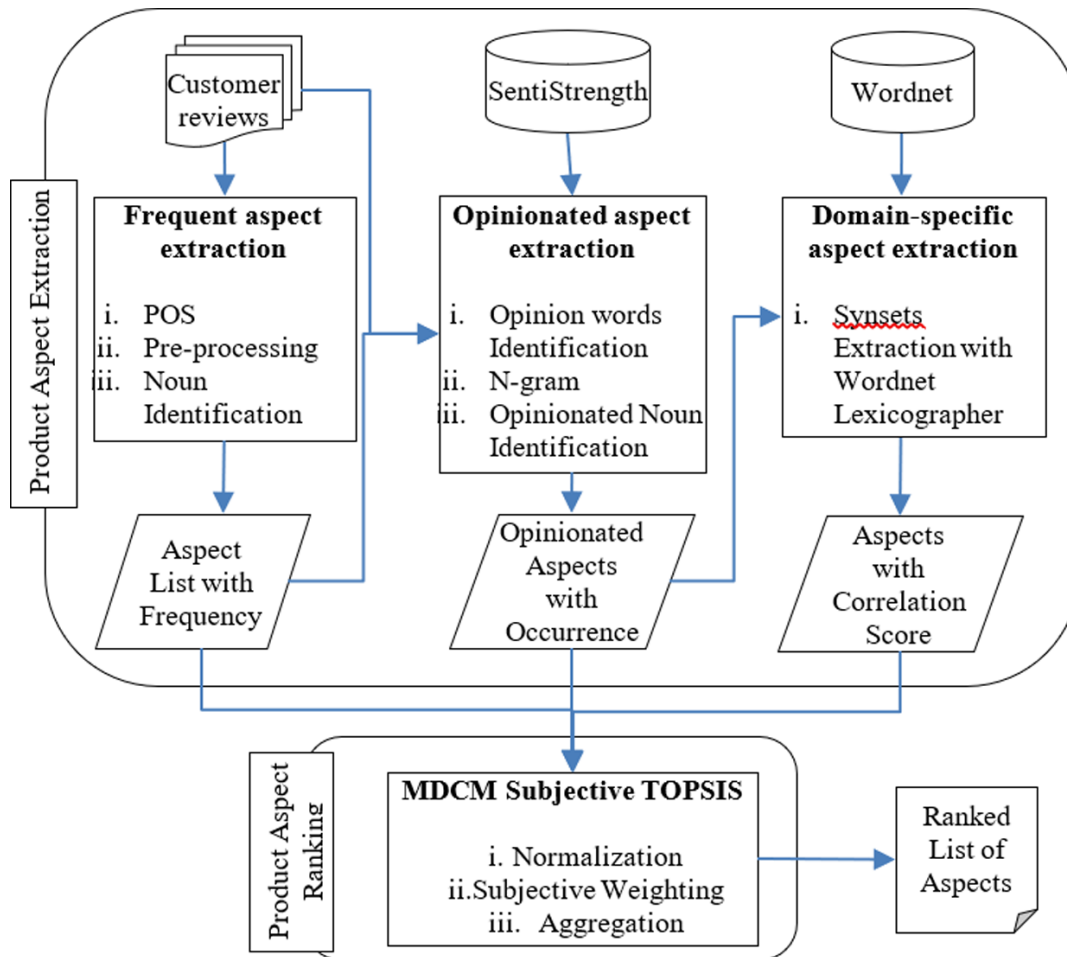 Customer
reviews
SentiStrength
Wordnet
Product Aspect Extraction
Frequent aspect
extraction
i. POS
ii. Pre-processing
iii. Noun
Identification
Opinionated aspect
extraction
i. Opinion words
Identification
ii. N-gram
iii. Opinionated Noun
Identification
Domain-specific
aspect extraction
i. Synsets
Extraction with
Wordnet
Lexicographer
Aspect
List with
Frequency
Opinionated
Aspects
with
Occurrence
Aspects
with
Correlation
Score
Product Aspect
Ranking
MDCM Subjective TOPSIS
i. Normalization
ii.Subjective Weighting
iii. Aggregation
Ranked
List of
Aspects